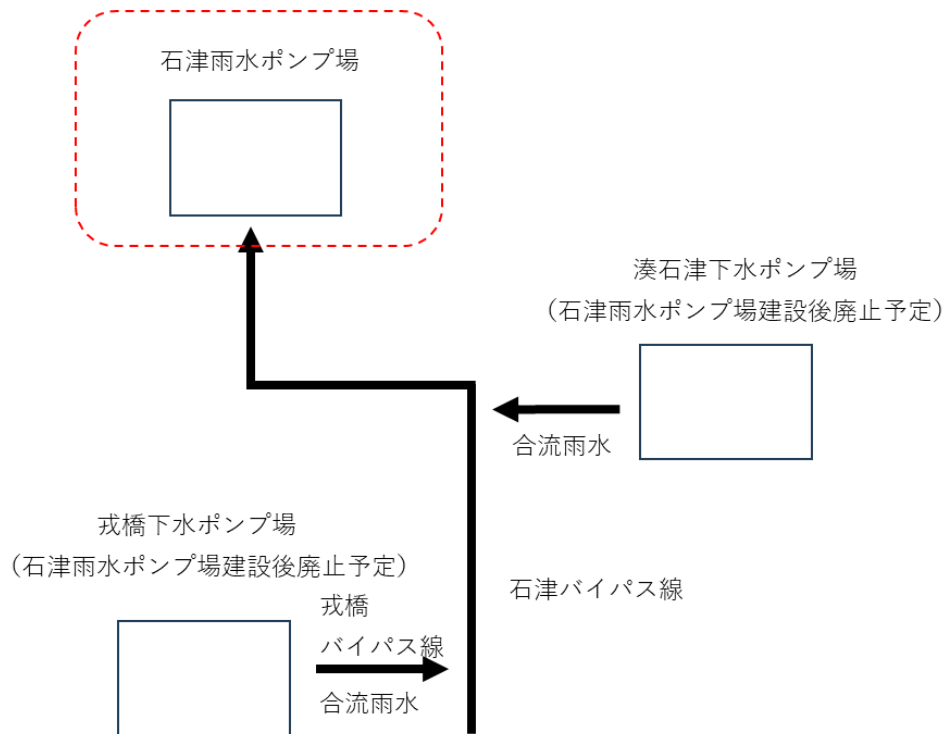 石津雨水ポンプ場
湊石津下水ポンプ場
（石津雨水ポンプ場建設後廃止予定）
合流雨水
戎橋下水ポンプ場
（石津雨水ポンプ場建設後廃止予定）
石津バイパス線
戎橋
バイパス線
合流雨水